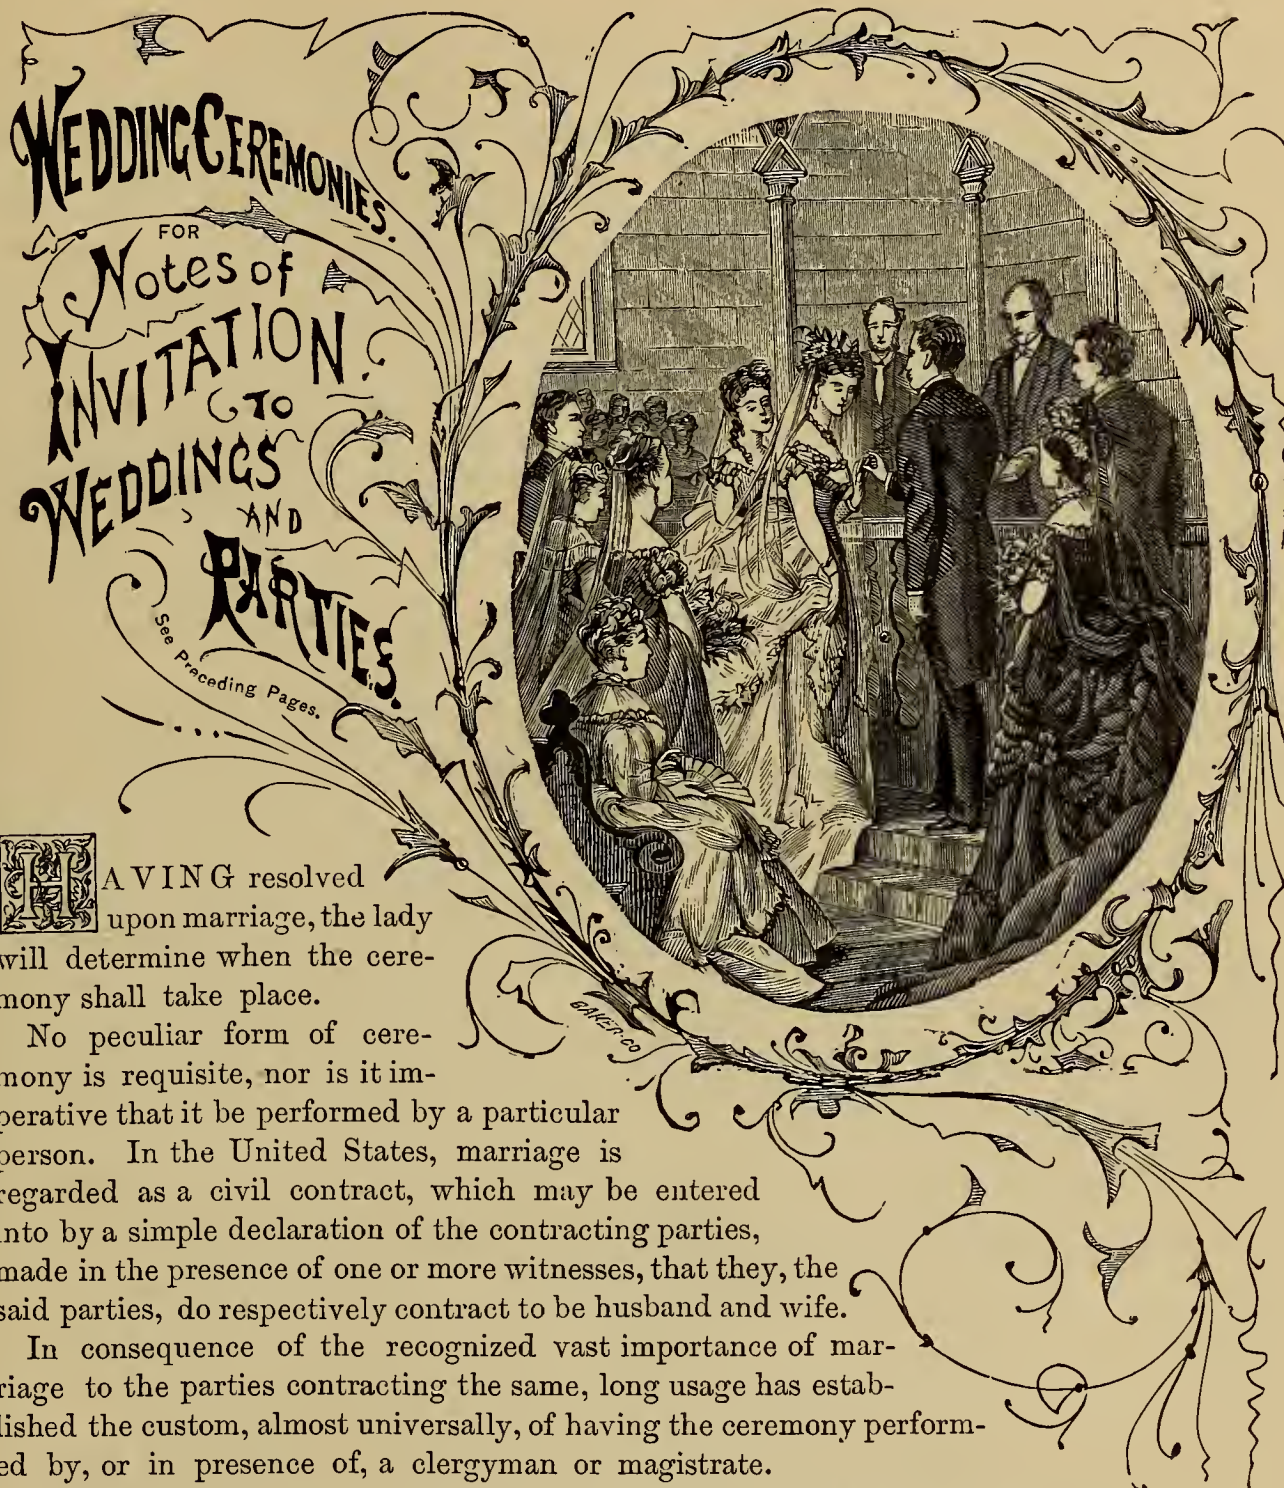 WEDDING CEREMONIES.
FOR
Notes of
INVITATION
TO
WEDDINGS
AND
PARTIES.
See Preceding Pages.
HAVING resolved
upon marriage, the lady
will determine when the cere-
mony shall take place.
No peculiar form of cere-
mony is requisite, nor is it im-
perative that it be performed by a particular
person. In the United States, marriage is
regarded as a civil contract, which may be entered
into by a simple declaration of the contracting parties,
made in the presence of one or more witnesses, that they, the
said parties, do respectively contract to be husband and wife.
In consequence of the recognized vast importance of mar-
riage to the parties contracting the same, long usage has estab-
lished the custom, almost universally, of having the ceremony perform-
ed by, or in presence of, a clergyman or magistrate.
BAKER-CO